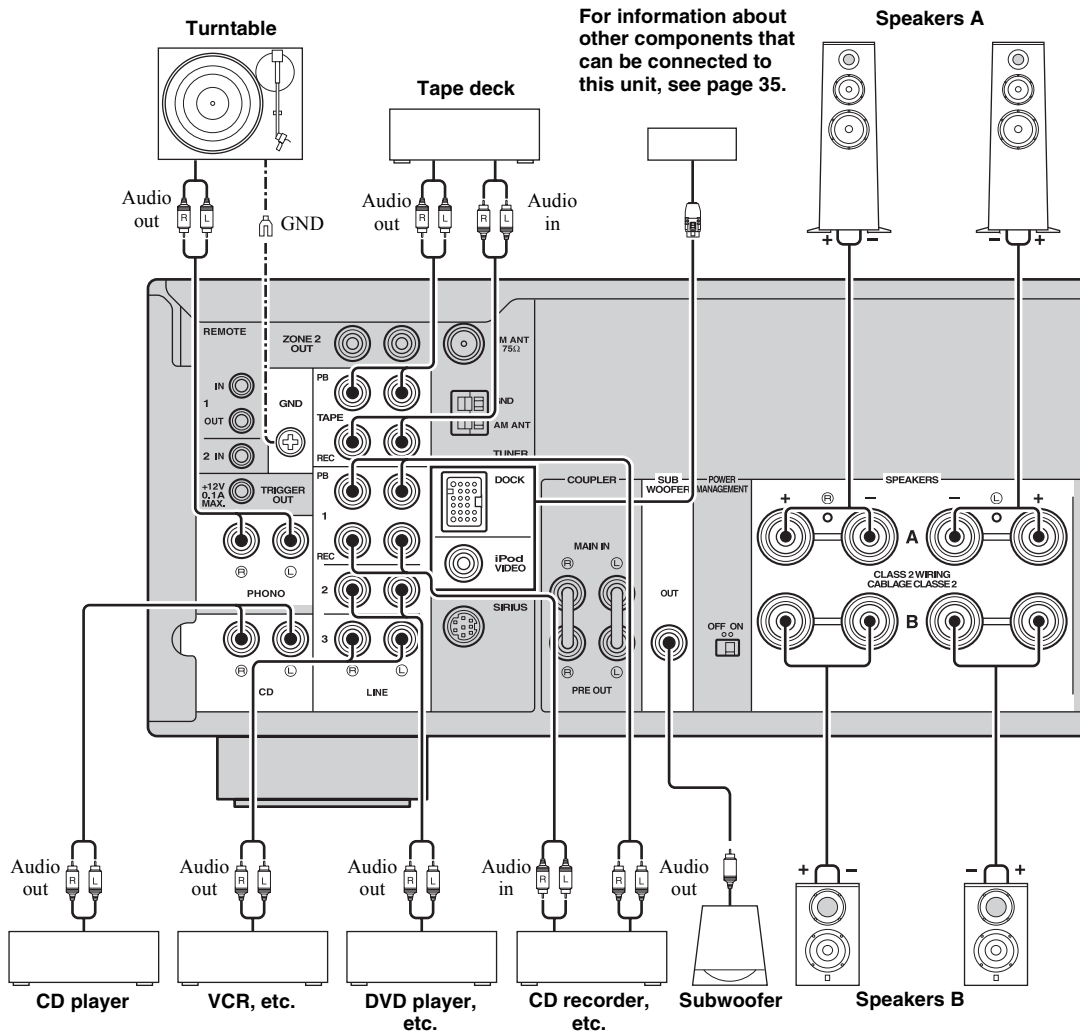 Turntable
For information about
other components that
can be connected to
this unit, see page 35.
Speakers A
Tape deck
Audio
out
R
L
GND
Audio
out
R
L
R
L
Audio
in
+
-
-
+
REMOTE
IN
1
OUT
2 IN
+12V
0.1A
MAX.
TRIGGER
OUT
GND
ZONE 2
OUT
PB
TAPE
REC
PB
1
REC
2
3
R
L
LINE
R
L
PHONO
R
L
CD
M ANT
75Ω
GND
AM ANT
TUNER
DOCK
iPod
VIDEO
SIRIUS
COUPLER
MAIN IN
R
L
R
L
PRE OUT
SUB
WOOFER
OUT
POWER
MANAGEMENT
OFF ON
SPEAKERS
+
R
-
-
L
+
A
CLASS 2 WIRING
CABLAGE CLASSE 2
B
Audio
out
R
L
Audio
out
R
L
Audio
out
R
L
Audio
in
R
L
R
L
Audio
out
+
-
-
+
CD player
VCR, etc.
DVD player,
etc.
CD recorder,
etc.
Subwoofer
Speakers B